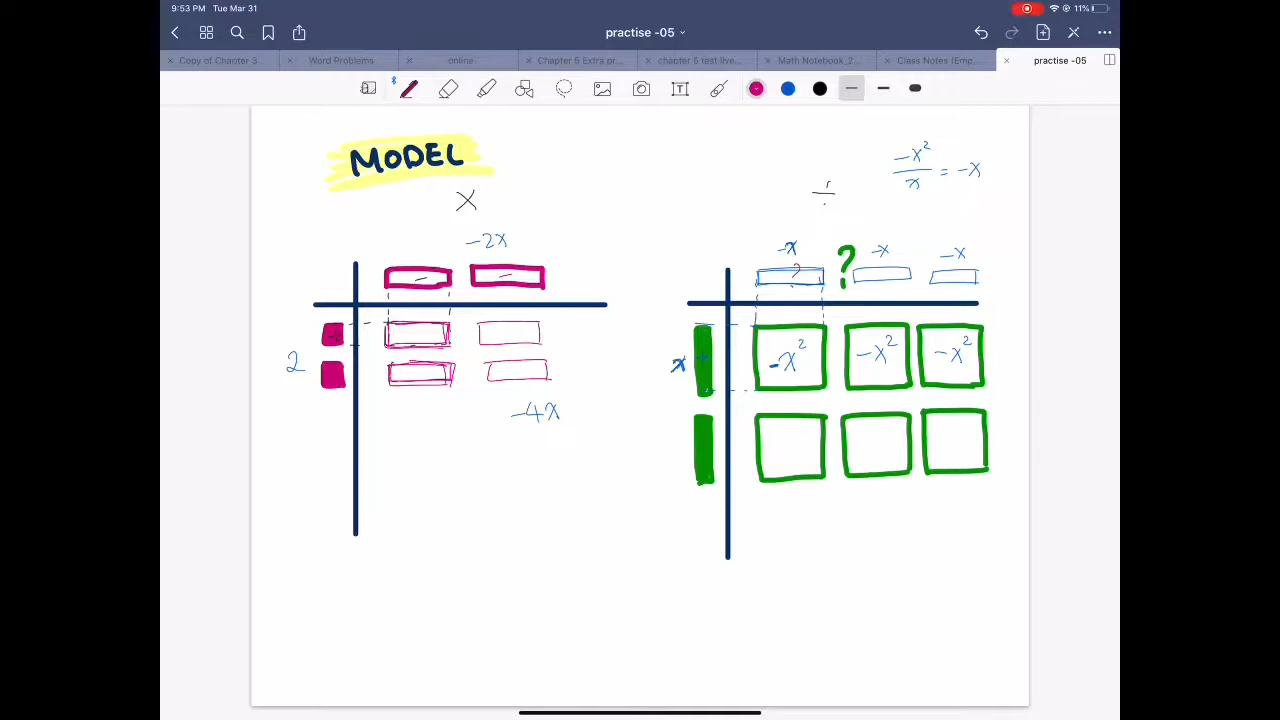 9:53 PM Tue Mar 31
11%
practise -05
Copy of Chapter 3...
Word Problems
online
Chapter 5 Extra pr...
chapter 5 test live...
Math Notebook_2...
Class Notes (Emp...
practise -05
MODEL
×
÷
-x²/x = -x
-2x
-x ? -x -x
- -
?
+
2
-4x
x +
-x² -x² -x²